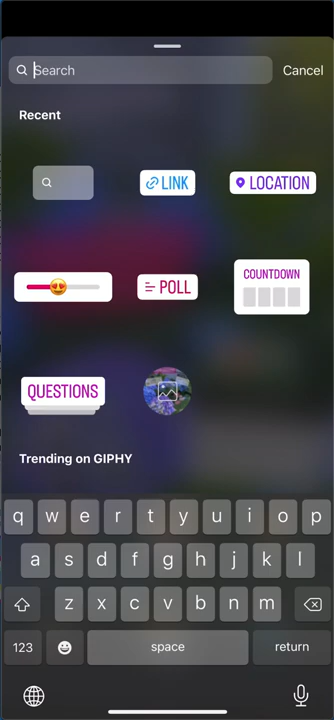 Search Cancel
Recent
LINK LOCATION
POLL COUNTDOWN
QUESTIONS
Trending on GIPHY
q w e r t y u i o p
a s d f g h j k l
z x c v b n m
123 space return